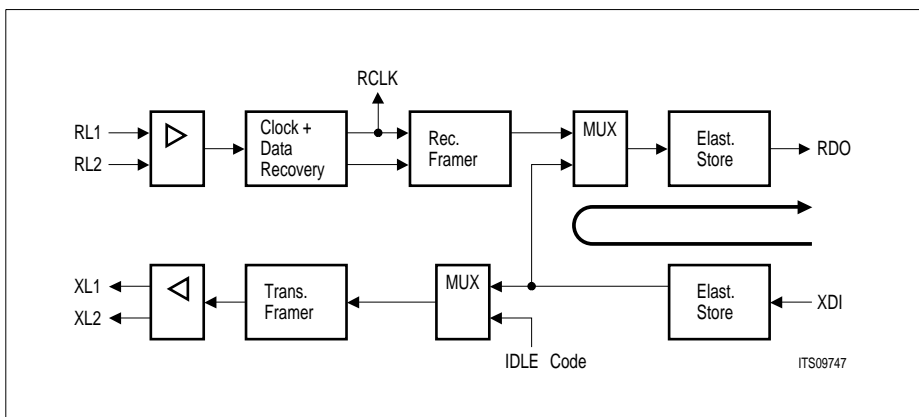 RCLK
RL1
RL2
Clock +
Data
Recovery
Rec.
Framer
MUX
Elast.
Store
RDO
XL1
XL2
Trans.
Framer
MUX
IDLE Code
Elast.
Store
XDI
ITS09747